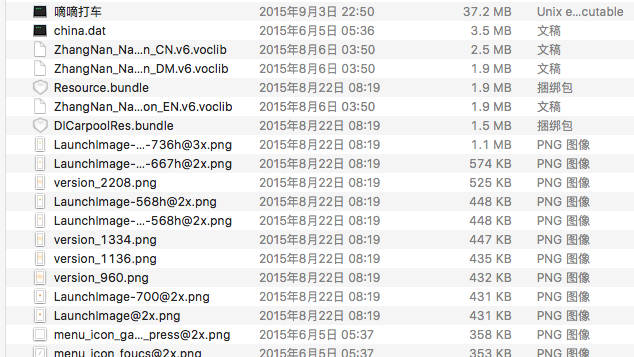 嘀嘀打车 2015年9月3日 22:50 37.2 MB Unix e...cutable
china.dat 2015年6月5日 05:36 3.5 MB 文稿
ZhangNan_Na...n_CN.v6.voclib 2015年8月6日 03:50 2.5 MB 文稿
ZhangNan_Na...n_DM.v6.voclib 2015年8月6日 03:50 1.9 MB 文稿
Resource.bundle 2015年8月22日 08:19 1.9 MB 捆绑包
ZhangNan_Na...on_EN.v6.voclib 2015年8月6日 03:50 1.9 MB 文稿
DICarpoolRes.bundle 2015年8月22日 08:19 1.5 MB 捆绑包
LaunchImage-...-736h@3x.png 2015年8月22日 08:19 1.1 MB PNG 图像
LaunchImage-...-667h@2x.png 2015年8月22日 08:19 574 KB PNG 图像
version_2208.png 2015年8月22日 08:19 525 KB PNG 图像
LaunchImage-568h@2x.png 2015年8月22日 08:19 448 KB PNG 图像
LaunchImage-...-568h@2x.png 2015年8月22日 08:19 448 KB PNG 图像
version_1334.png 2015年8月22日 08:19 447 KB PNG 图像
version_1136.png 2015年8月22日 08:19 435 KB PNG 图像
version_960.png 2015年8月22日 08:19 432 KB PNG 图像
LaunchImage-700@2x.png 2015年8月22日 08:19 431 KB PNG 图像
LaunchImage@2x.png 2015年8月22日 08:19 431 KB PNG 图像
menu_icon_ga..._press@2x.png 2015年6月5日 05:37 358 KB PNG 图像
menu_icon_foucs@2x.png 2015年6月5日 05:37 353 KB PNG 图像